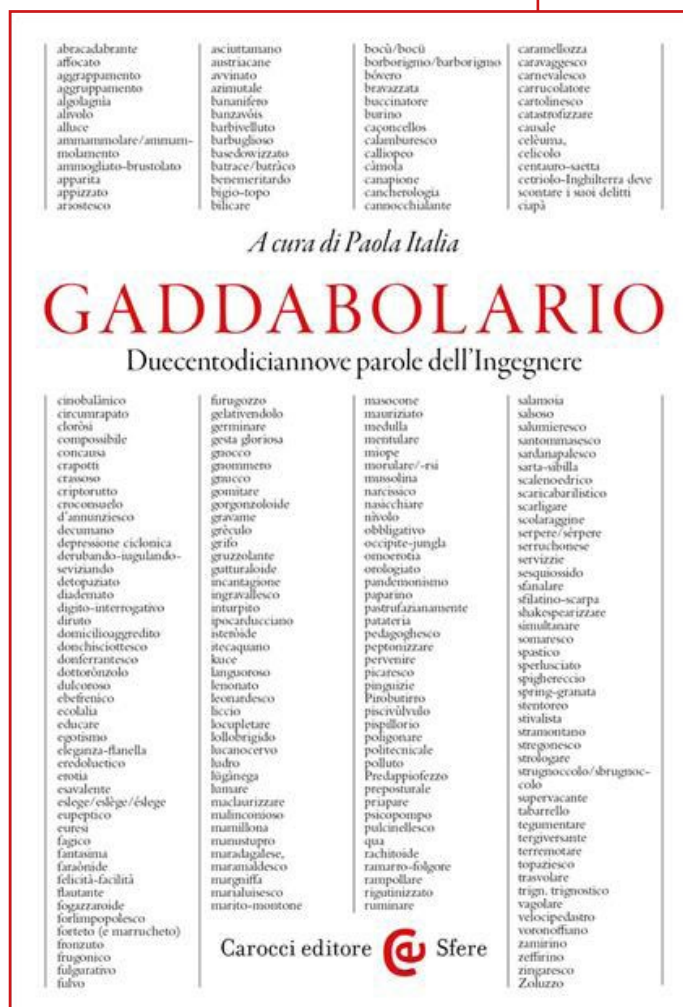 abracadabrante
affocato
aggrappamento
aggruppamento
algolagnia
alivolo
alluce
ammammolare/ammam-
molamento
ammogliato-brustolato
apparita
appizzato
ariostesco
asciuttamano
austriacane
avvinato
azimutale
bananifero
banzavóis
barbivelluto
barbuglioso
basedowizzato
batrace/batràco
benemeritardo
bigio-topo
bilicare
bocù/bocü
borborigmo/barborigmo
bóvero
bravazzata
buccinatore
burino
caçoncellos
calamburesco
calliopeo
càmola
canapione
cancherologia
cannocchialante
caramellozza
caravaggesco
carnevalesco
carrucolatore
cartolinesco
catastrofizzare
causale
celèuma,
celicolo
centauro-saetta
cetriolo-Inghilterra deve
scontare i suoi delitti
ciapà
A cura di Paola Italia
GADDABOLARIO
Duecentodiciannove parole dell'Ingegnere
cinobalànico
circumrapato
cloròsi
compossibile
concausa
crapotti
crassoso
criptorutto
croconsuelo
d'annunziesco
decumano
depressione ciclonica
derubando-iugulando-
seviziando
detopaziato
diademato
digito-interrogativo
diruto
domicilioaggredito
donchisciottesco
donferrantesco
dottorònzolo
dulcoroso
ebefrenico
ecolalia
educare
egotismo
eleganza-flanella
eredoluetico
erotia
esavalente
eslege/eslège/éslege
eupeptico
euresi
fagico
fantasima
faraònide
felicità-facilità
flautante
fogazzaroide
forlimpopolesco
forteto (e marrucheto)
fronzuto
frugonico
fulgurativo
fulvo
furugozzo
gelativendolo
germinare
gesta gloriosa
gnocco
gnommero
gnucco
gomitare
gorgonzoloide
gravame
grèculo
grifo
gruzzolante
gutturaloide
incantagione
ingravallesco
inturpito
ipocarducciano
isteròide
itecaquano
kuce
languoroso
lenonato
leonardesco
liccio
locupletare
lollobrigido
lucanocervo
ludro
lùgànega
lumare
maclaurizzare
malinconioso
mamillona
manustupro
maradagalese,
maramaldesco
margniffa
marialuisesco
marito-montone
masocone
mauriziato
medulla
mentulare
miope
morulare/-rsi
mussolina
narcissico
nasicchiare
nìvolo
obbligativo
occipite-jungla
omoerotia
orologiato
pandemonismo
paparino
pastrufazianamente
patateria
pedagoghesco
peptonizzare
pervenire
picaresco
pinguizie
Pirobutirro
piscivùlvulo
pispillorio
poligonare
politecnicale
polluto
Predappiofezzo
preposturale
priapare
psicopompo
pulcinellesco
qua
rachitoide
ramarro-folgore
rampollare
rigutinizzato
ruminare
salamoia
salsoso
salumieresco
santommasesco
sardanapalesco
sarta-sibilla
scalenoedrico
scaricabarilistico
scarligare
scolaraggine
serpere/sérpere
serruchonese
servizzie
sesquiossido
sfanalare
sfilatino-scarpa
shakespearizzare
simultanare
somaresco
spastico
sperlusciato
spighereccio
spring-granata
stentoreo
stivalista
stramontano
stregonesco
strologare
strugnoccolo/sbrugnoc-
colo
supervacante
tabarrello
tegumentare
tergiversante
terremotare
topaziesco
trasvolare
trign. trignostico
vagolare
velocipedastro
voronoffiano
zamirino
zeffirino
zingaresco
Zoluzzo
Carocci editore Sfere